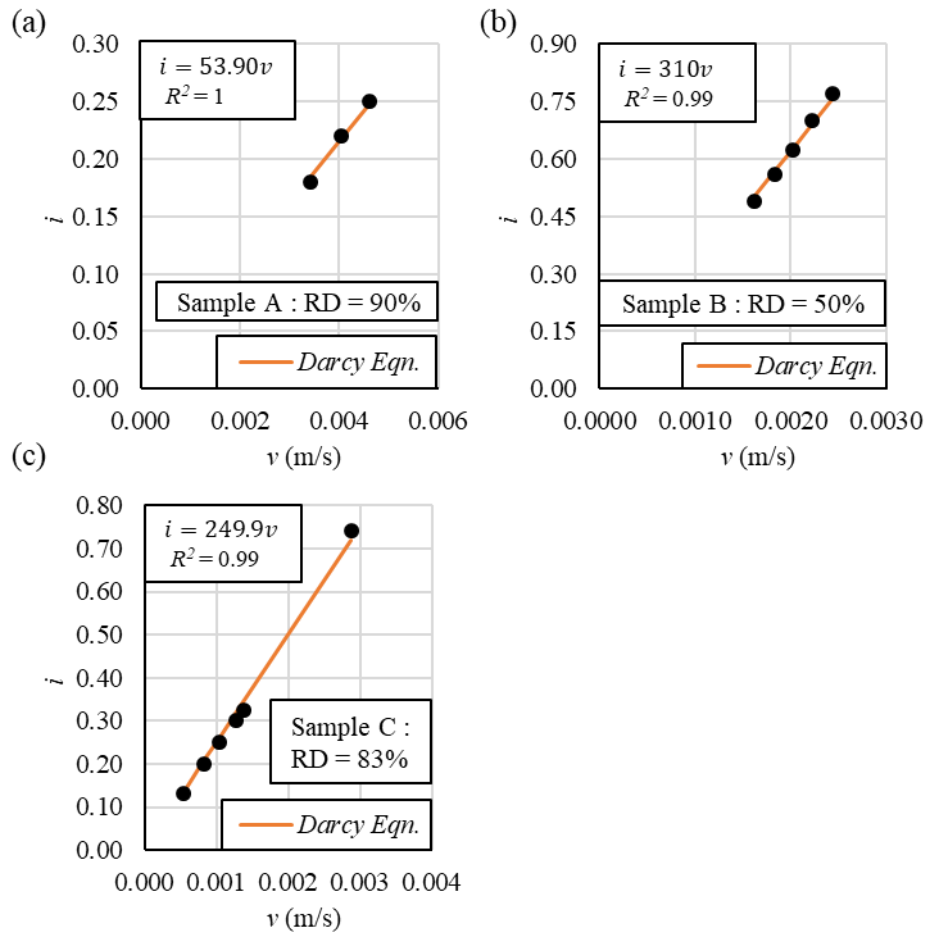 (a)
0.30
0.25
0.20
0.15
0.10
0.05
0.00
i
i = 53.90v
R² = 1
Sample A : RD = 90%
Darcy Eqn.
0.000 0.002 0.004 0.006
v (m/s)
(b)
0.90
0.75
0.60
0.45
0.30
0.15
0.00
i
i = 310v
R² = 0.99
Sample B : RD = 50%
Darcy Eqn.
0.0000 0.0010 0.0020 0.0030
v (m/s)
(c)
0.80
0.70
0.60
0.50
0.40
0.30
0.20
0.10
0.00
i
i = 249.9v
R² = 0.99
Sample C :
RD = 83%
Darcy Eqn.
0.000 0.001 0.002 0.003 0.004
v (m/s)